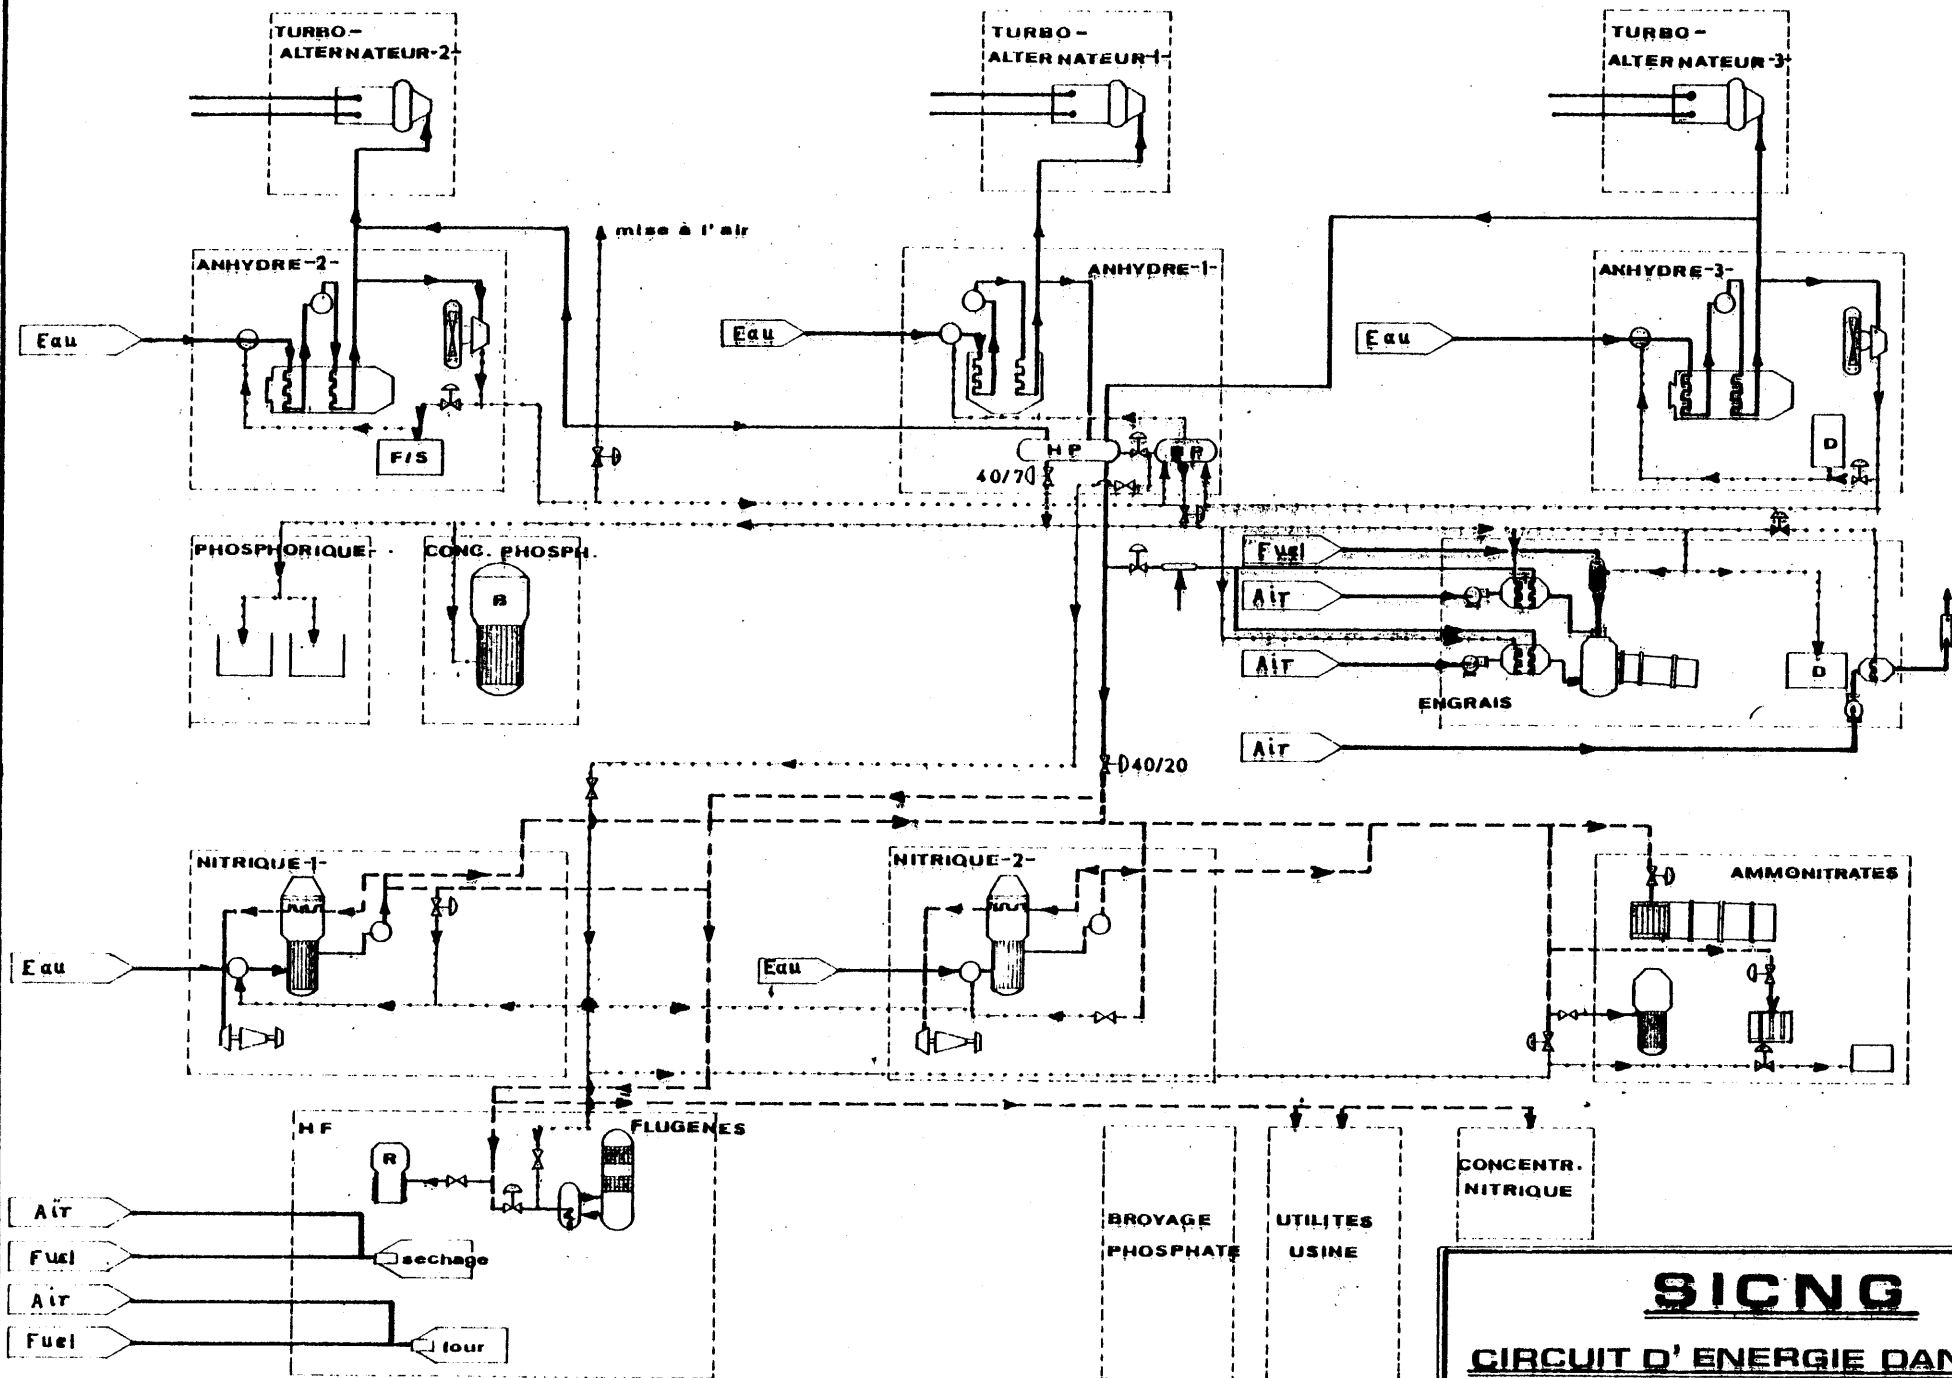 TURBO-
ALTERNATEUR-2-
TURBO-
ALTERNATEUR-1-
TURBO-
ALTERNATEUR-3-
mise à l'air
ANHYDRE-2-
ANHYDRE-1-
ANHYDRE-3-
Eau
Eau
Eau
F/S
HP
40/7
D
PHOSPHORIQUE-
CONC. PHOSPH.
B
Fuel
Air
Air
D
ENGRAIS
Air
40/20
NITRIQUE-1-
NITRIQUE-2-
AMMONITRATES
Eau
Eau
HF
FLUGENES
R
Air
Fuel
sechage
Air
Fuel
four
BROYAGE
PHOSPHATE
UTILITES
USINE
CONCENTR.
NITRIQUE
SICNG
CIRCUIT D' ENERGIE DAN